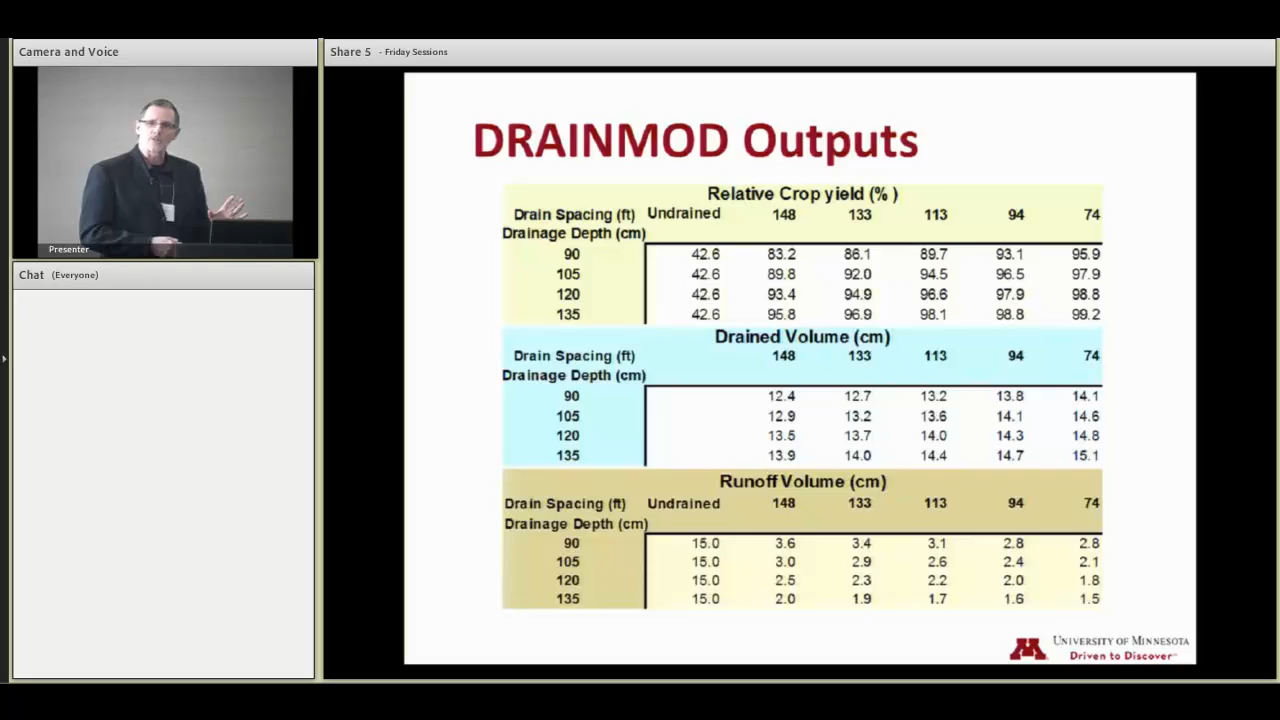 Camera and Voice
Share 5 - Friday Sessions
Presenter
Chat (Everyone)
DRAINMOD Outputs
Relative Crop yield (%)
Drain Spacing (ft) Undrained 148 133 113 94 74
Drainage Depth (cm)
90 42.6 83.2 86.1 89.7 93.1 95.9
105 42.6 89.8 92.0 94.5 96.5 97.9
120 42.6 93.4 94.9 96.6 97.9 98.8
135 42.6 95.8 96.9 98.1 98.8 99.2
Drained Volume (cm)
Drain Spacing (ft) 148 133 113 94 74
Drainage Depth (cm)
90 12.4 12.7 13.2 13.8 14.1
105 12.9 13.2 13.6 14.1 14.6
120 13.5 13.7 14.0 14.3 14.8
135 13.9 14.0 14.4 14.7 15.1
Runoff Volume (cm)
Drain Spacing (ft) Undrained 148 133 113 94 74
Drainage Depth (cm)
90 15.0 3.6 3.4 3.1 2.8 2.8
105 15.0 3.0 2.9 2.6 2.4 2.1
120 15.0 2.5 2.3 2.2 2.0 1.8
135 15.0 2.0 1.9 1.7 1.6 1.5
UNIVERSITY OF MINNESOTA
Driven to Discover℠